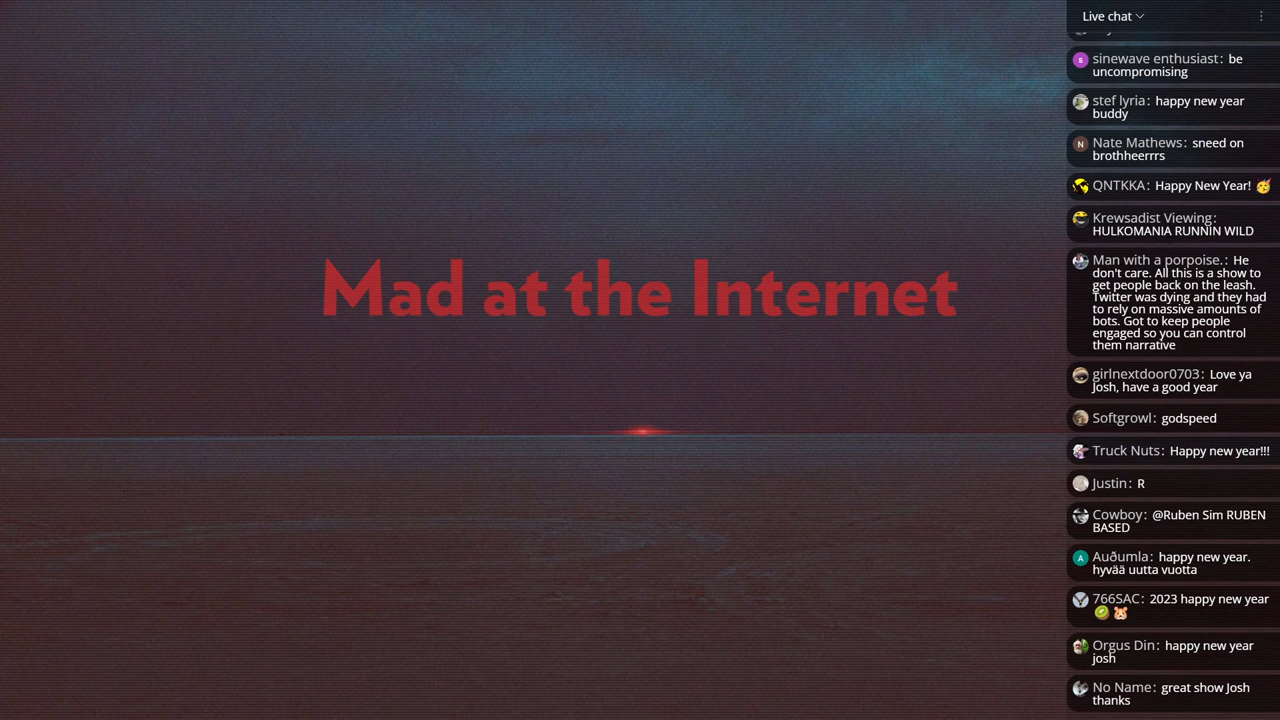 Live chat
sinewave enthusiast: be
uncompromising
stef lyria: happy new year
buddy
N
Nate Mathews: sneed on
brothheerrrs
QNTKKA: Happy New Year! 🥳
Krewsadist Viewing:
HULKOMANIA RUNNIN WILD
Man with a porpoise.: He
don't care. All this is a show to
get people back on the leash.
Twitter was dying and they had
to rely on massive amounts of
bots. Got to keep people
engaged so you can control
them narrative
Mad at the Internet
girlnextdoor0703: Love ya
Josh, have a good year
Softgrowl: godspeed
Truck Nuts: Happy new year!!!
Justin: R
Cowboy: @Ruben Sim RUBEN
BASED
A
Auðumla: happy new year.
hyvää uutta vuotta
766SAC: 2023 happy new year
🥝 🐹
Orgus Din: happy new year
josh
No Name: great show Josh
thanks